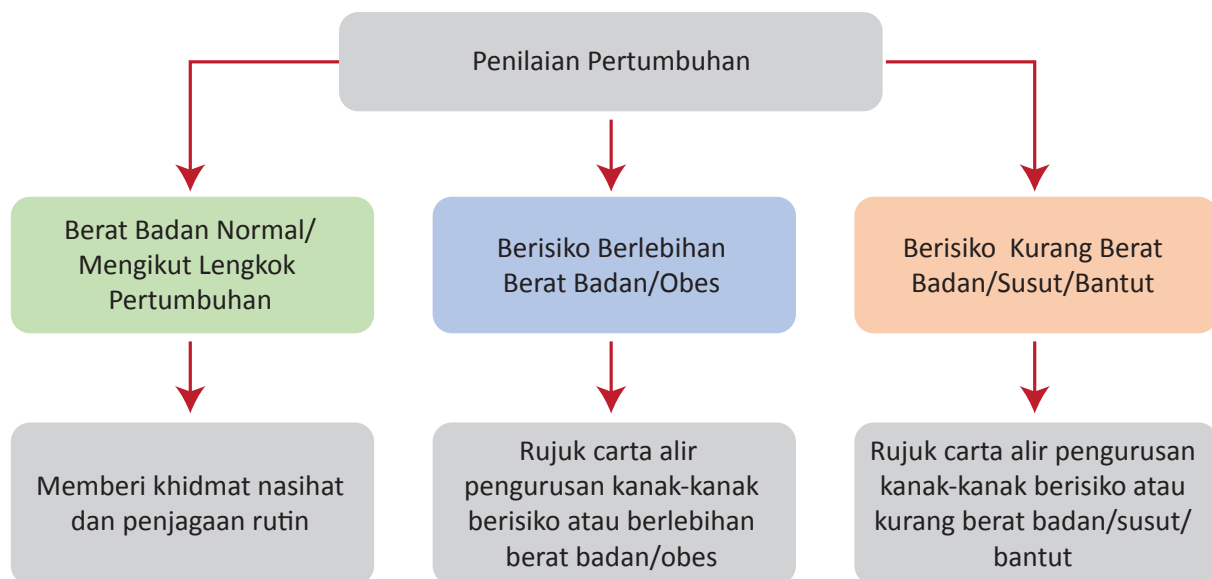 Penilaian Pertumbuhan
Berat Badan Normal/
Mengikut Lengkok
Pertumbuhan
Berisiko Berlebihan
Berat Badan/Obes
Berisiko Kurang Berat
Badan/Susut/Bantut
Memberi khidmat nasihat
dan penjagaan rutin
Rujuk carta alir
pengurusan kanak-kanak
berisiko atau berlebihan
berat badan/obes
Rujuk carta alir pengurusan
kanak-kanak berisiko atau
kurang berat badan/susut/
bantut